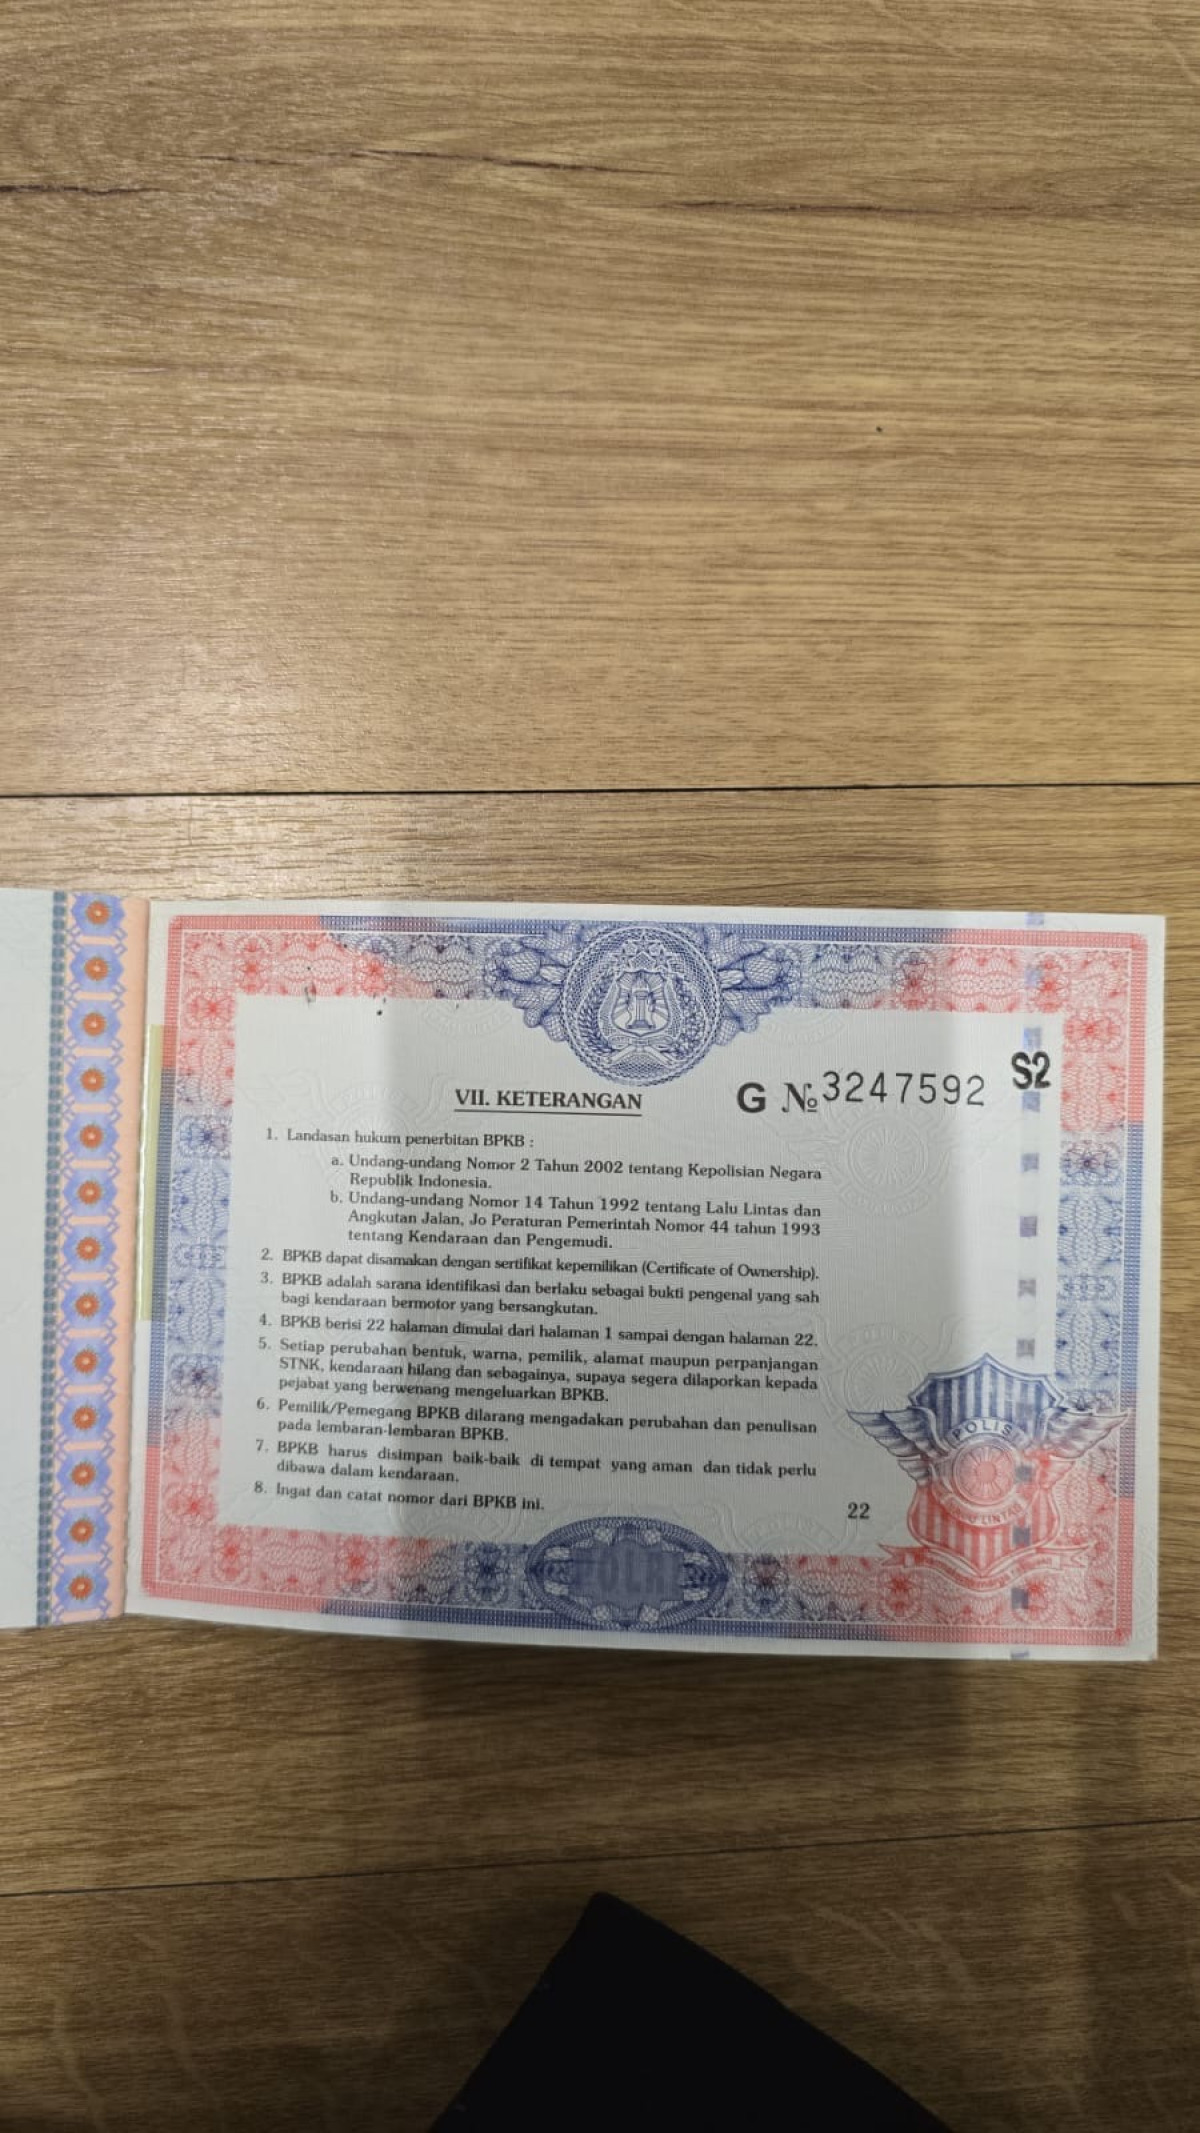 VII. KETERANGAN
G № 3247592 S2
1. Landasan hukum penerbitan BPKB :
a. Undang-undang Nomor 2 Tahun 2002 tentang Kepolisian Negara
Republik Indonesia.
b. Undang-undang Nomor 14 Tahun 1992 tentang Lalu Lintas dan
Angkutan Jalan, Jo Peraturan Pemerintah Nomor 44 tahun 1993
tentang Kendaraan dan Pengemudi.
2. BPKB dapat disamakan dengan sertifikat kepemilikan (Certificate of Ownership).
3. BPKB adalah sarana identifikasi dan berlaku sebagai bukti pengenal yang sah
bagi kendaraan bermotor yang bersangkutan.
4. BPKB berisi 22 halaman dimulai dari halaman 1 sampai dengan halaman 22.
5. Setiap perubahan bentuk, warna, pemilik, alamat maupun perpanjangan
STNK, kendaraan hilang dan sebagainya, supaya segera dilaporkan kepada
pejabat yang berwenang mengeluarkan BPKB.
6. Pemilik/Pemegang BPKB dilarang mengadakan perubahan dan penulisan
pada lembaran-lembaran BPKB.
7. BPKB harus disimpan baik-baik di tempat yang aman dan tidak perlu
dibawa dalam kendaraan.
8. Ingat dan catat nomor dari BPKB ini.
22
POLISI
LALU LINTAS
POLRI